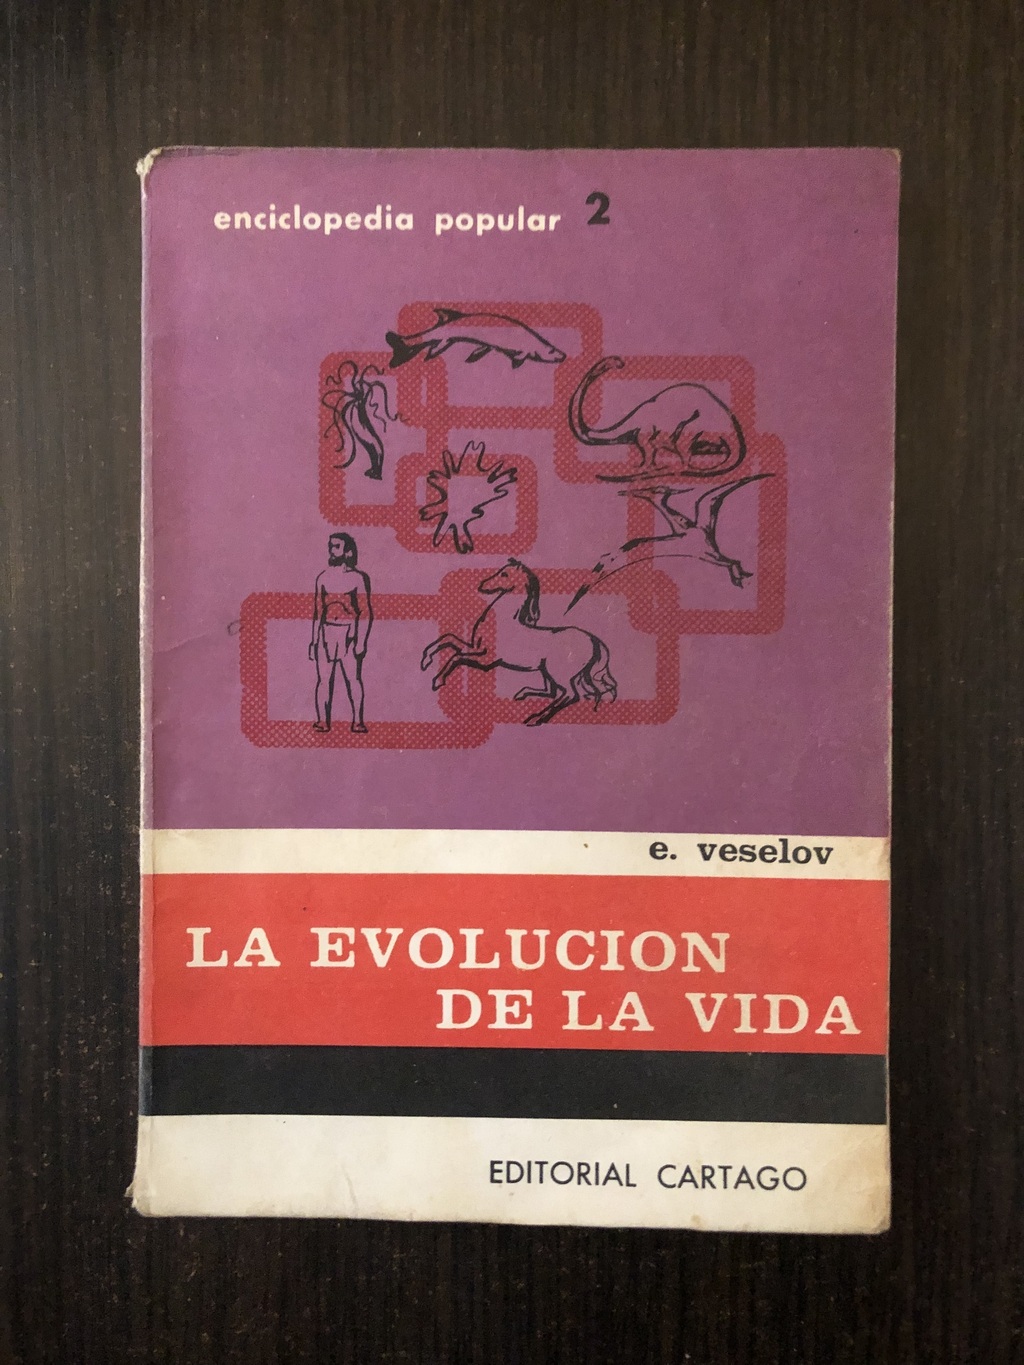 enciclopedia popular 2
e. veselov
LA EVOLUCION
DE LA VIDA
EDITORIAL CARTAGO